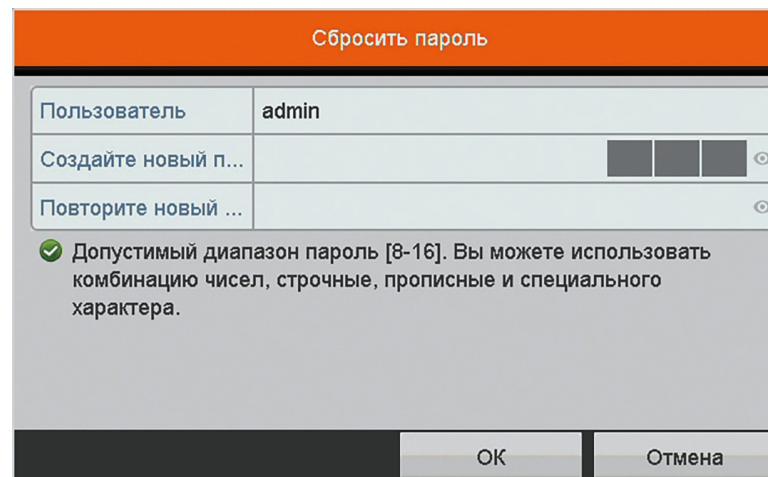 Сбросить пароль
Пользователь admin
Создайте новый п...
Повторите новый ...
Допустимый диапазон пароль [8-16]. Вы можете использовать
комбинацию чисел, строчные, прописные и специального
характера.
ОК Отмена